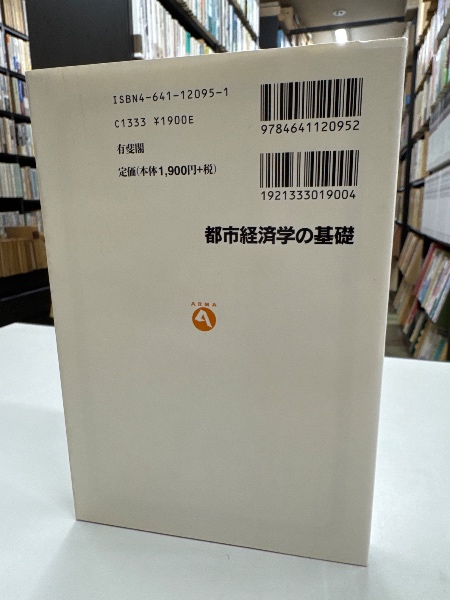 ISBN4-641-12095-1
C1333 ¥1900E
有斐閣
定価(本体1,900円+税)
9784641120952
1921333019004
都市経済学の基礎
ARMA